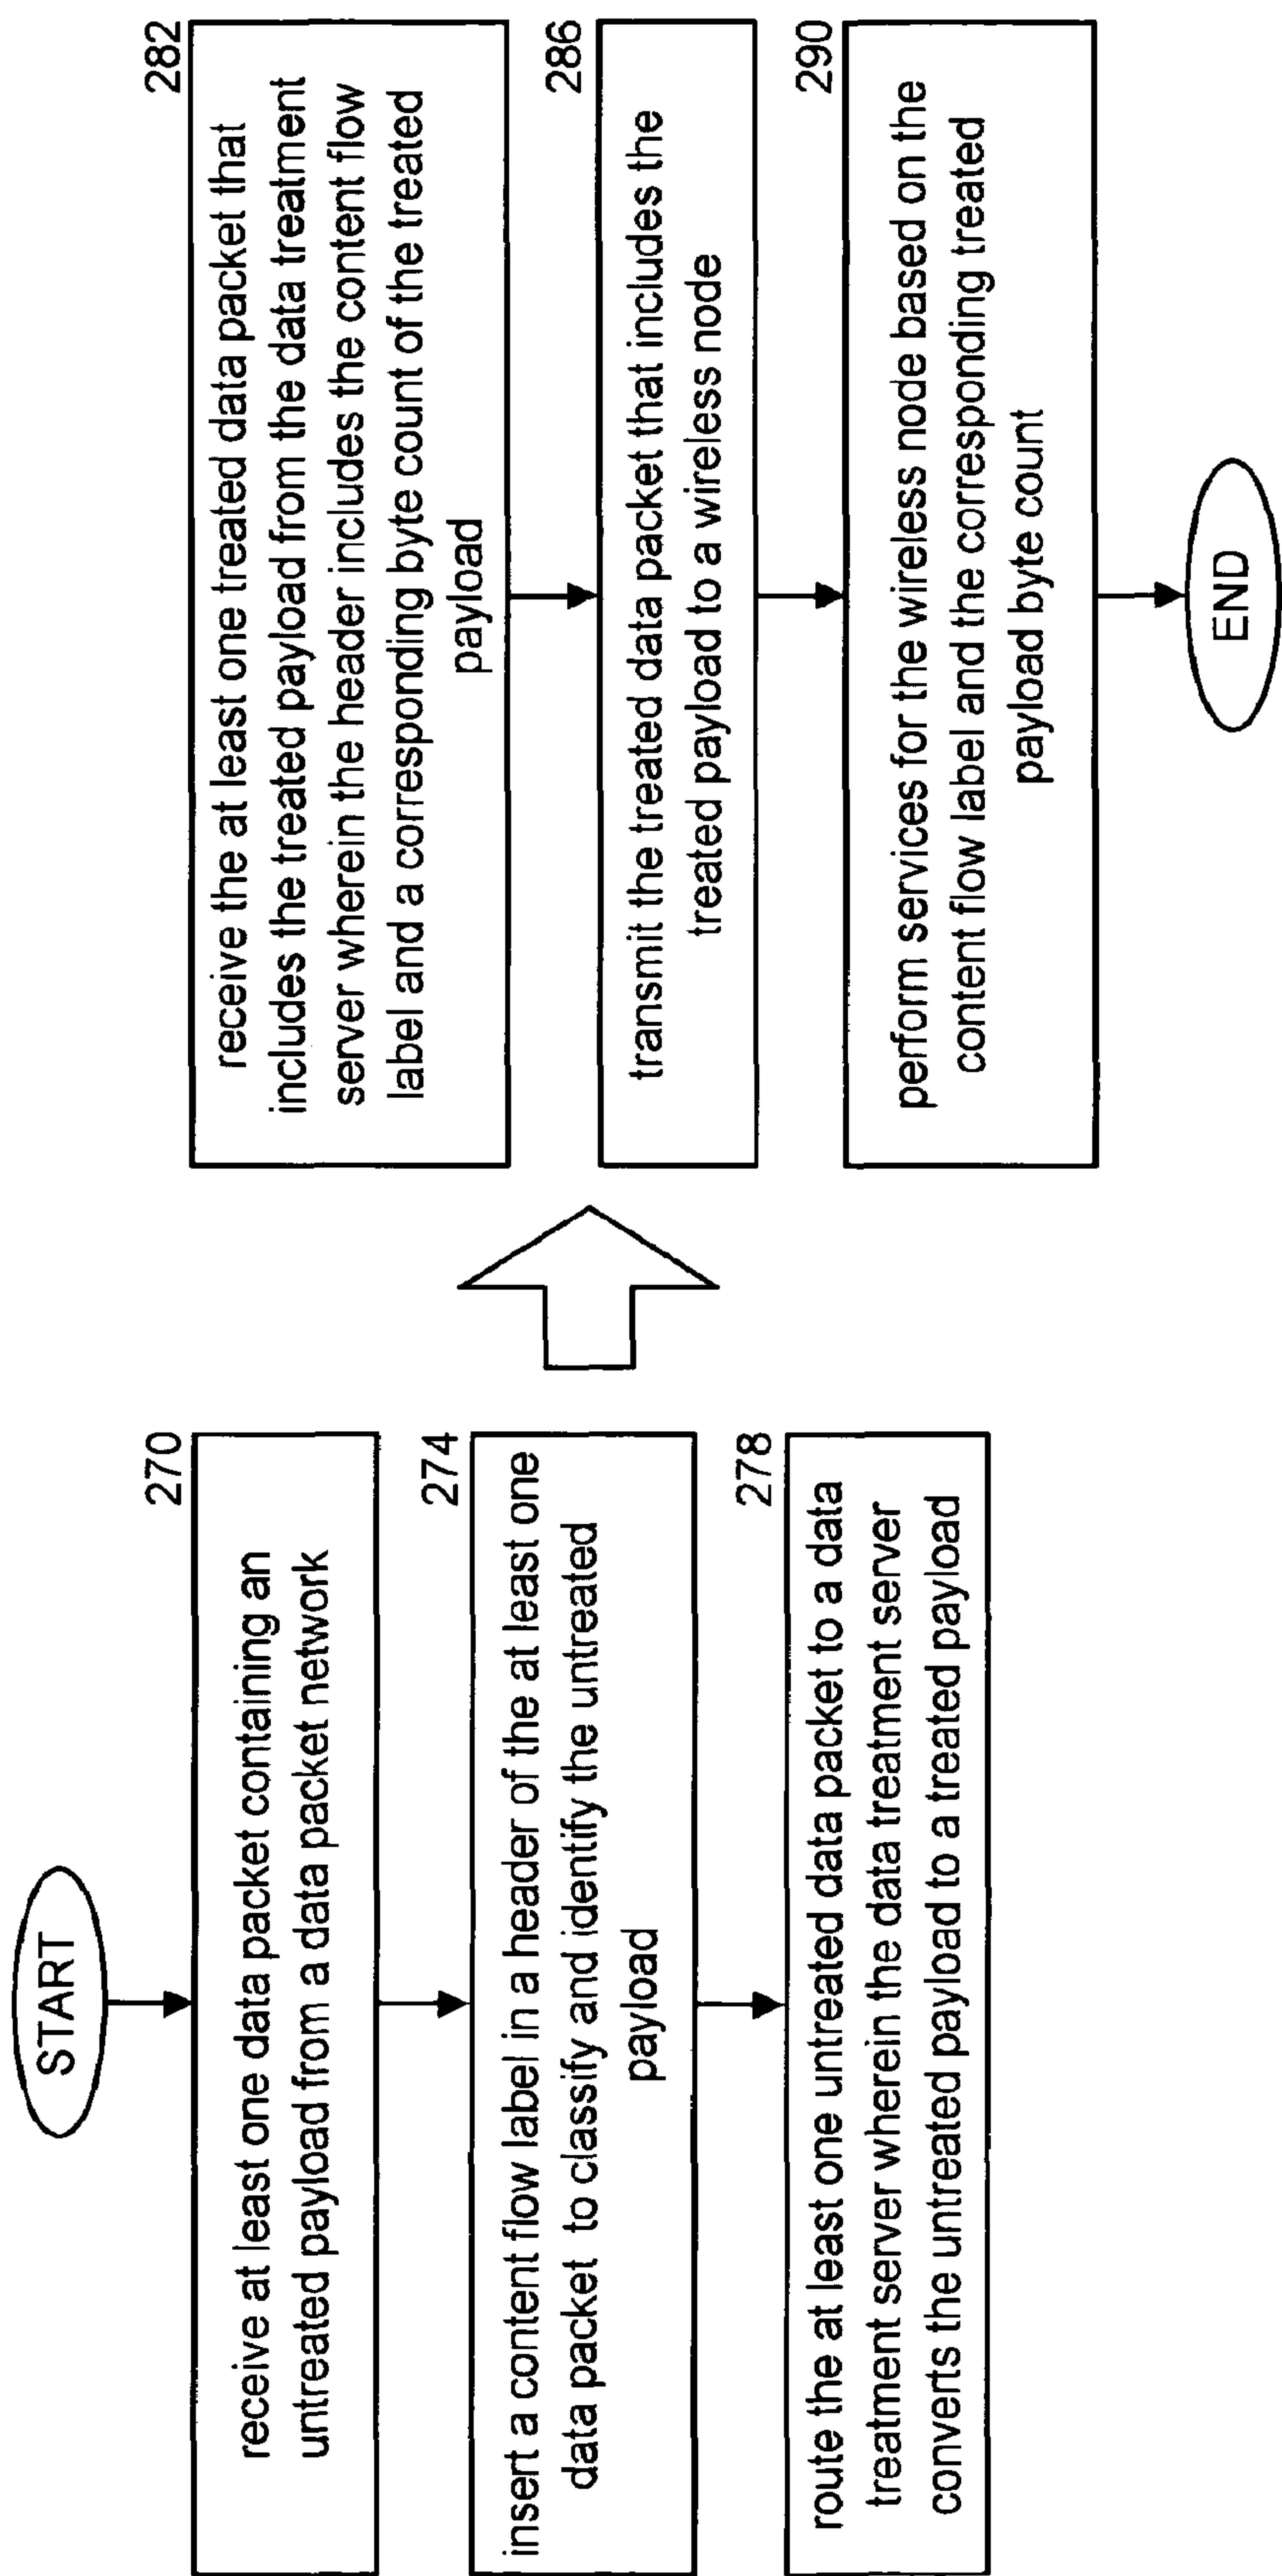 START
270
receive at least one data packet containing an
untreated payload from a data packet network
274
insert a content flow label in a header of the at least one
data packet to classify and identify the untreated
payload
278
route the at least one untreated data packet to a data
treatment server wherein the data treatment server
converts the untreated payload to a treated payload
282
receive the at least one treated data packet that
includes the treated payload from the data treatment
server wherein the header includes the content flow
label and a corresponding byte count of the treated
payload
286
transmit the treated data packet that includes the
treated payload to a wireless node
290
perform services for the wireless node based on the
content flow label and the corresponding treated
payload byte count
END